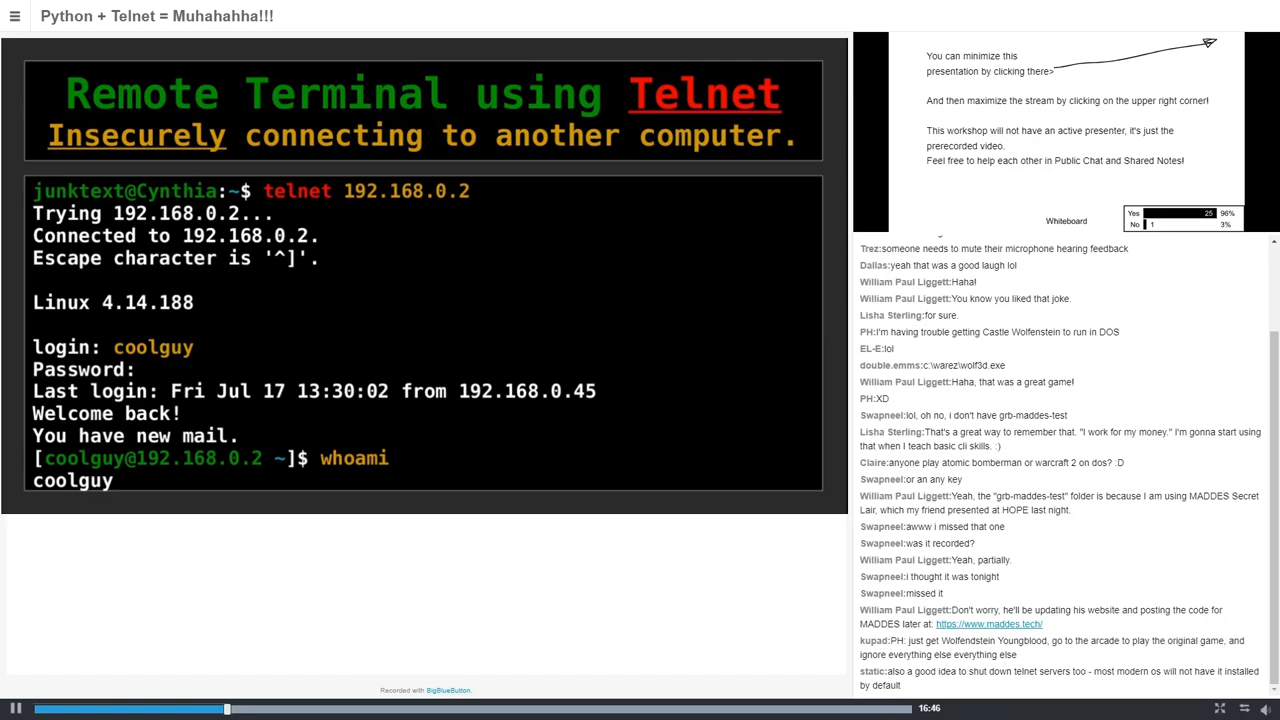 Python + Telnet = Muhahahha!!!
Remote Terminal using Telnet
Insecurely connecting to another computer.
junktext@Cynthia:~$ telnet 192.168.0.2
Trying 192.168.0.2...
Connected to 192.168.0.2.
Escape character is '^]'.
Linux 4.14.188
login: coolguy
Password:
Last login: Fri Jul 17 13:30:02 from 192.168.0.45
Welcome back!
You have new mail.
[coolguy@192.168.0.2 ~]$ whoami
coolguy
Recorded with BigBlueButton.
You can minimize this
presentation by clicking there>
And then maximize the stream by clicking on the upper right corner!
This workshop will not have an active presenter, it's just the
prerecorded video.
Feel free to help each other in Public Chat and Shared Notes!
Whiteboard
Yes 25 96%
No 1 3%
Trez:someone needs to mute their microphone hearing feedback
Dallas:yeah that was a good laugh lol
William Paul Liggett:Haha!
William Paul Liggett:You know you liked that joke.
Lisha Sterling:for sure.
PH:I'm having trouble getting Castle Wolfenstein to run in DOS
EL-E:lol
double.emms:c:\warez\wolf3d.exe
William Paul Liggett:Haha, that was a great game!
PH:XD
Swapneel:lol, oh no, i don't have grb-maddes-test
Lisha Sterling:That's a great way to remember that. "I work for my money." I'm gonna start using
that when I teach basic cli skills. :)
Claire:anyone play atomic bomberman or warcraft 2 on dos? :D
Swapneel:or an any key
William Paul Liggett:Yeah, the "grb-maddes-test" folder is because I am using MADDES Secret
Lair, which my friend presented at HOPE last night.
Swapneel:awww i missed that one
Swapneel:was it recorded?
William Paul Liggett:Yeah, partially.
Swapneel:i thought it was tonight
Swapneel:missed it
William Paul Liggett:Don't worry, he'll be updating his website and posting the code for
MADDES later at: https://www.maddes.tech/
kupad:PH: just get Wolfendstein Youngblood, go to the arcade to play the original game, and
ignore everything else everything else
static:also a good idea to shut down telnet servers too - most modern os will not have it installed
by default
16:46